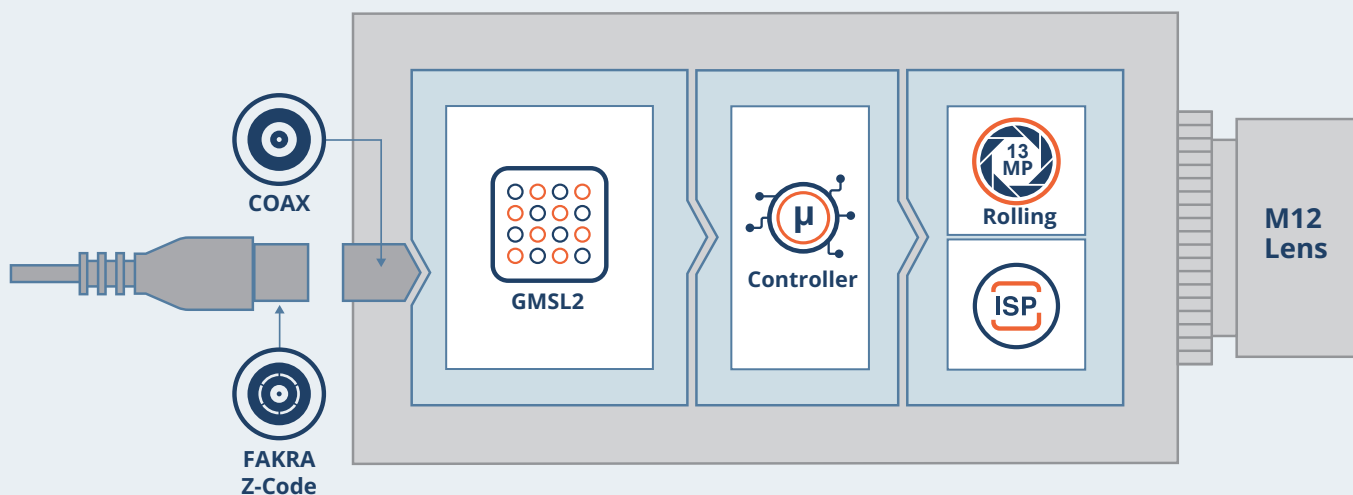 COAX
FAKRA
Z-Code
GMSL2
µ
Controller
13
MP
Rolling
ISP
M12
Lens